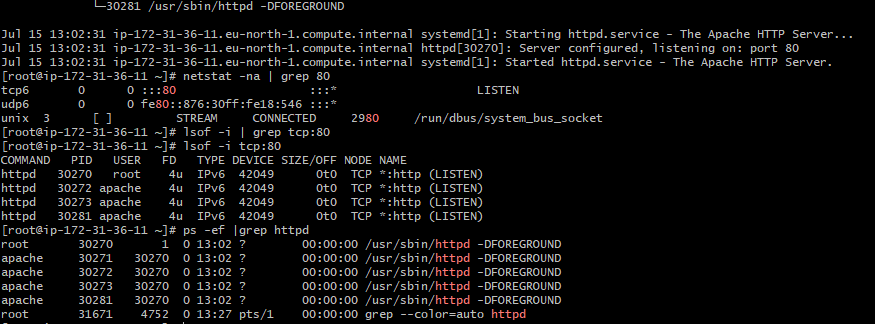 └─30281 /usr/sbin/httpd -DFOREGROUND
Jul 15 13:02:31 ip-172-31-36-11.eu-north-1.compute.internal systemd[1]: Starting httpd.service - The Apache HTTP Server...
Jul 15 13:02:31 ip-172-31-36-11.eu-north-1.compute.internal httpd[30270]: Server configured, listening on: port 80
Jul 15 13:02:31 ip-172-31-36-11.eu-north-1.compute.internal systemd[1]: Started httpd.service - The Apache HTTP Server.
[root@ip-172-31-36-11 ~]# netstat -na | grep 80
tcp6       0      0 :::80                   :::*                    LISTEN
udp6       0      0 fe80::876:30ff:fe18:546 :::*
unix  3      [ ]         STREAM     CONNECTED     2980     /run/dbus/system_bus_socket
[root@ip-172-31-36-11 ~]# lsof -i | grep tcp:80
[root@ip-172-31-36-11 ~]# lsof -i tcp:80
COMMAND   PID   USER   FD   TYPE DEVICE SIZE/OFF NODE NAME
httpd   30270   root    4u  IPv6  42049      0t0  TCP *:http (LISTEN)
httpd   30272 apache    4u  IPv6  42049      0t0  TCP *:http (LISTEN)
httpd   30273 apache    4u  IPv6  42049      0t0  TCP *:http (LISTEN)
httpd   30281 apache    4u  IPv6  42049      0t0  TCP *:http (LISTEN)
[root@ip-172-31-36-11 ~]# ps -ef |grep httpd
root       30270       1  0 13:02 ?        00:00:00 /usr/sbin/httpd -DFOREGROUND
apache     30271   30270  0 13:02 ?        00:00:00 /usr/sbin/httpd -DFOREGROUND
apache     30272   30270  0 13:02 ?        00:00:00 /usr/sbin/httpd -DFOREGROUND
apache     30273   30270  0 13:02 ?        00:00:00 /usr/sbin/httpd -DFOREGROUND
apache     30281   30270  0 13:02 ?        00:00:00 /usr/sbin/httpd -DFOREGROUND
root       31671    4752  0 13:27 pts/1    00:00:00 grep --color=auto httpd